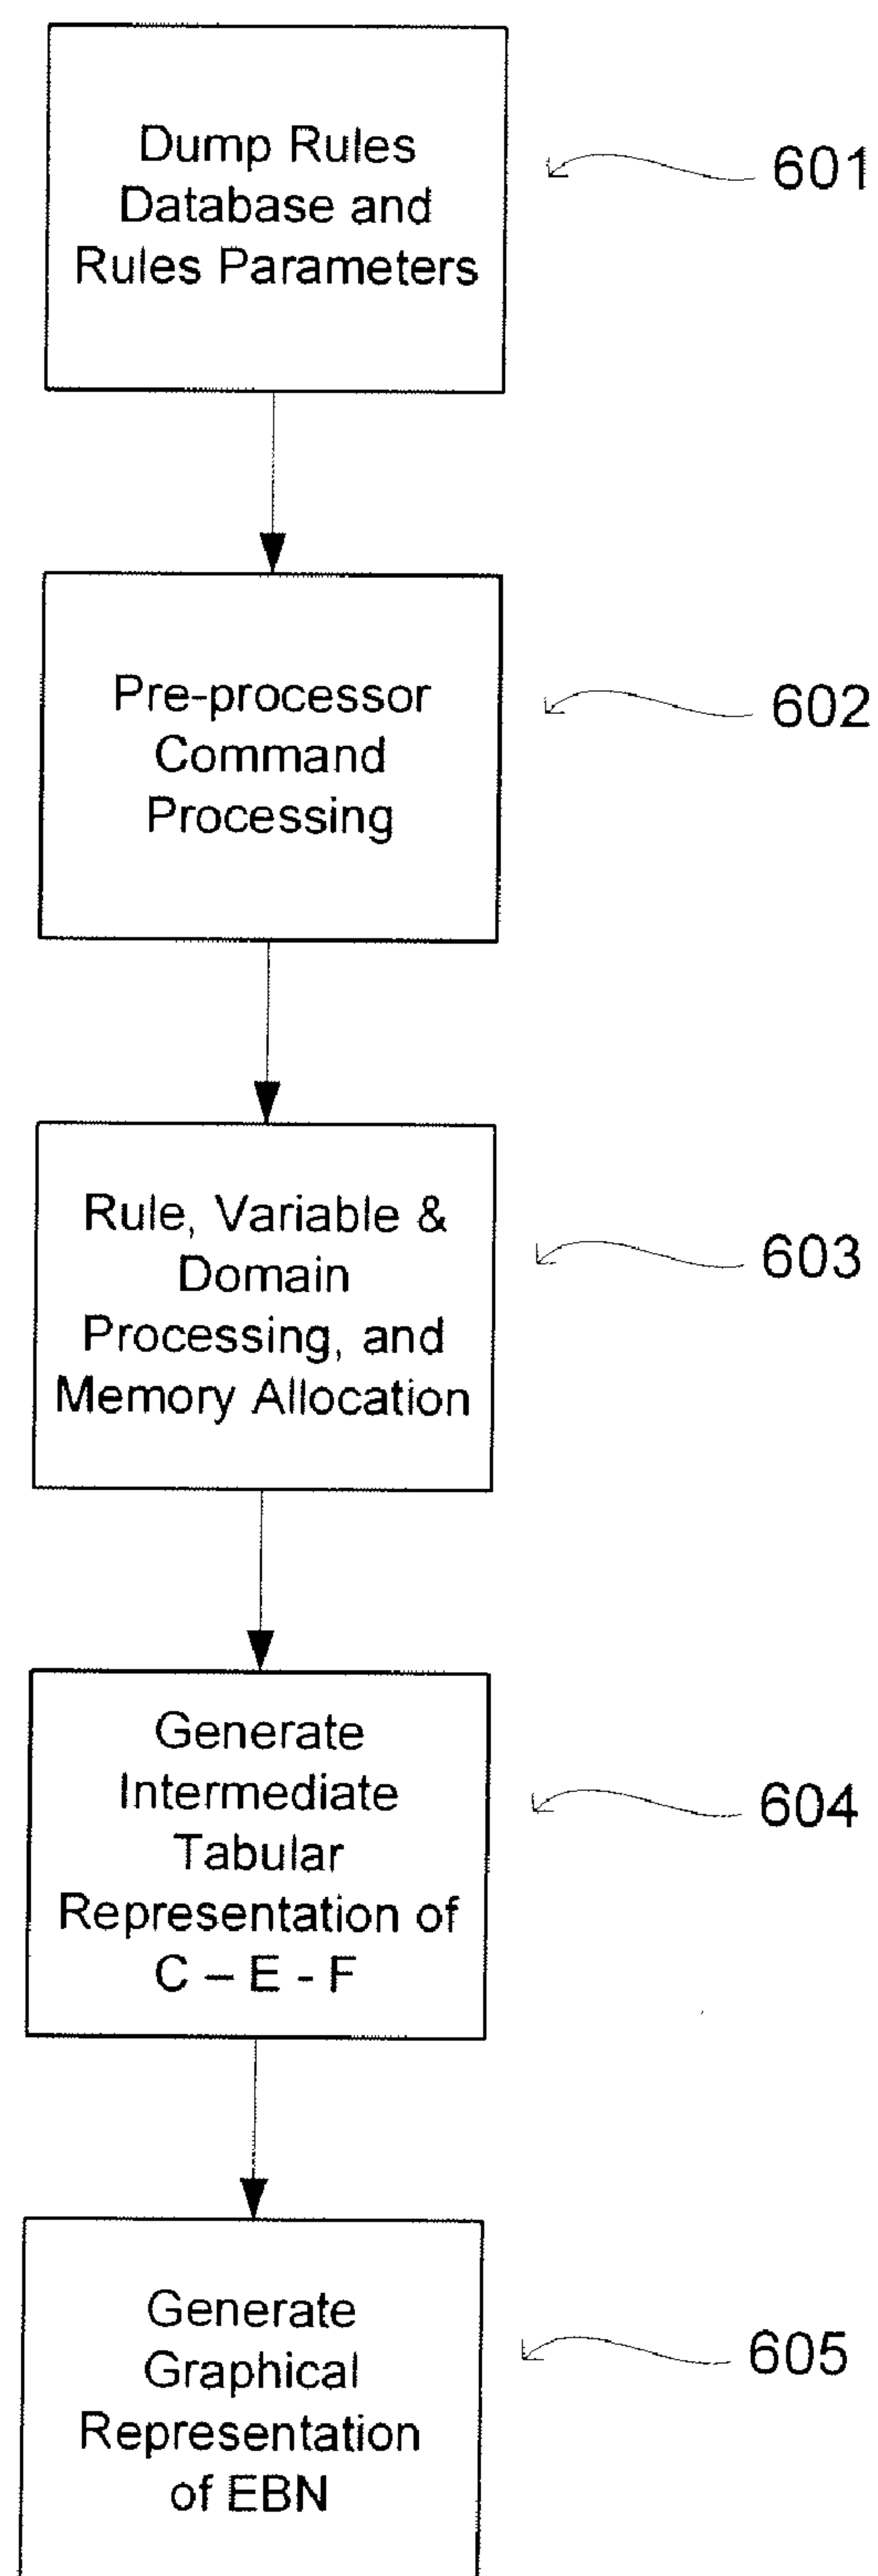 Dump Rules
Database and
Rules Parameters
601
Pre-processor
Command
Processing
602
Rule, Variable &
Domain
Processing, and
Memory Allocation
603
Generate
Intermediate
Tabular
Representation of
C – E - F
604
Generate
Graphical
Representation
of EBN
605